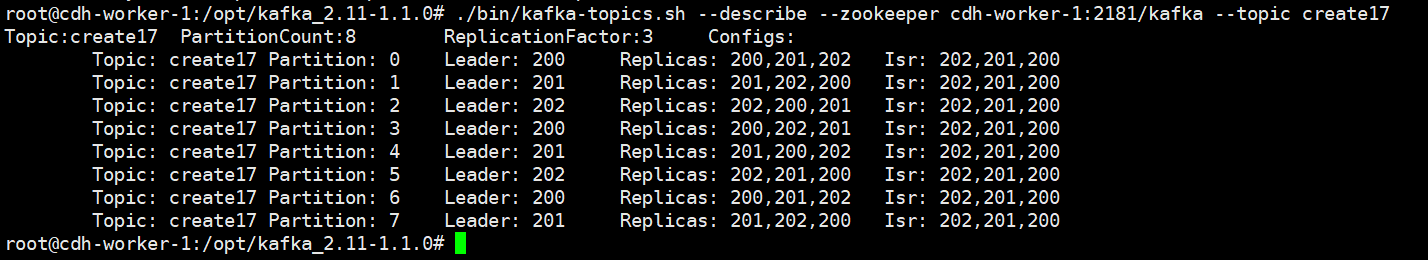 root@cdh-worker-1:/opt/kafka_2.11-1.1.0# ./bin/kafka-topics.sh --describe --zookeeper cdh-worker-1:2181/kafka --topic create17
Topic:create17 PartitionCount:8 ReplicationFactor:3 Configs:
Topic: create17 Partition: 0 Leader: 200 Replicas: 200,201,202 Isr: 202,201,200
Topic: create17 Partition: 1 Leader: 201 Replicas: 201,202,200 Isr: 202,201,200
Topic: create17 Partition: 2 Leader: 202 Replicas: 202,200,201 Isr: 202,201,200
Topic: create17 Partition: 3 Leader: 200 Replicas: 200,202,201 Isr: 202,201,200
Topic: create17 Partition: 4 Leader: 201 Replicas: 201,200,202 Isr: 202,201,200
Topic: create17 Partition: 5 Leader: 202 Replicas: 202,201,200 Isr: 202,201,200
Topic: create17 Partition: 6 Leader: 200 Replicas: 200,201,202 Isr: 202,201,200
Topic: create17 Partition: 7 Leader: 201 Replicas: 201,202,200 Isr: 202,201,200
root@cdh-worker-1:/opt/kafka_2.11-1.1.0#